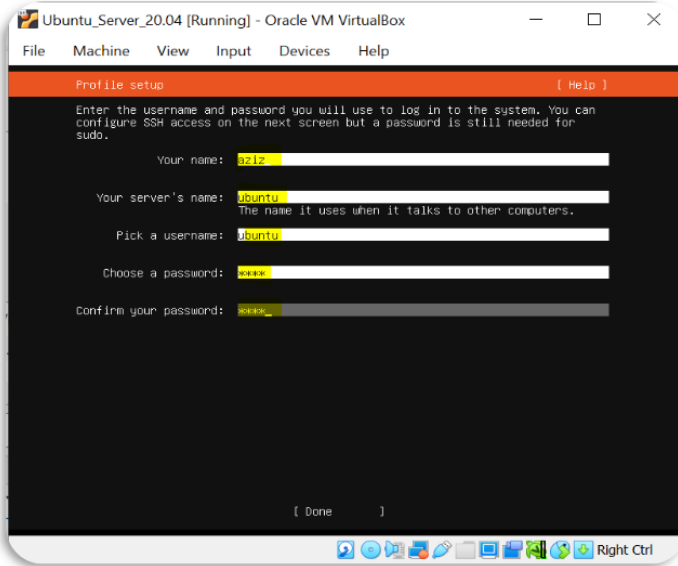 Ubuntu_Server_20.04 [Running] - Oracle VM VirtualBox
File Machine View Input Devices Help
Profile setup [ Help ]
Enter the username and password you will use to log in to the system. You can
configure SSH access on the next screen but a password is still needed for
sudo.
Your name: aziz
Your server's name: ubuntu
The name it uses when it talks to other computers.
Pick a username: ubuntu
Choose a password: ****
Confirm your password: ****_
[ Done ]
Right Ctrl